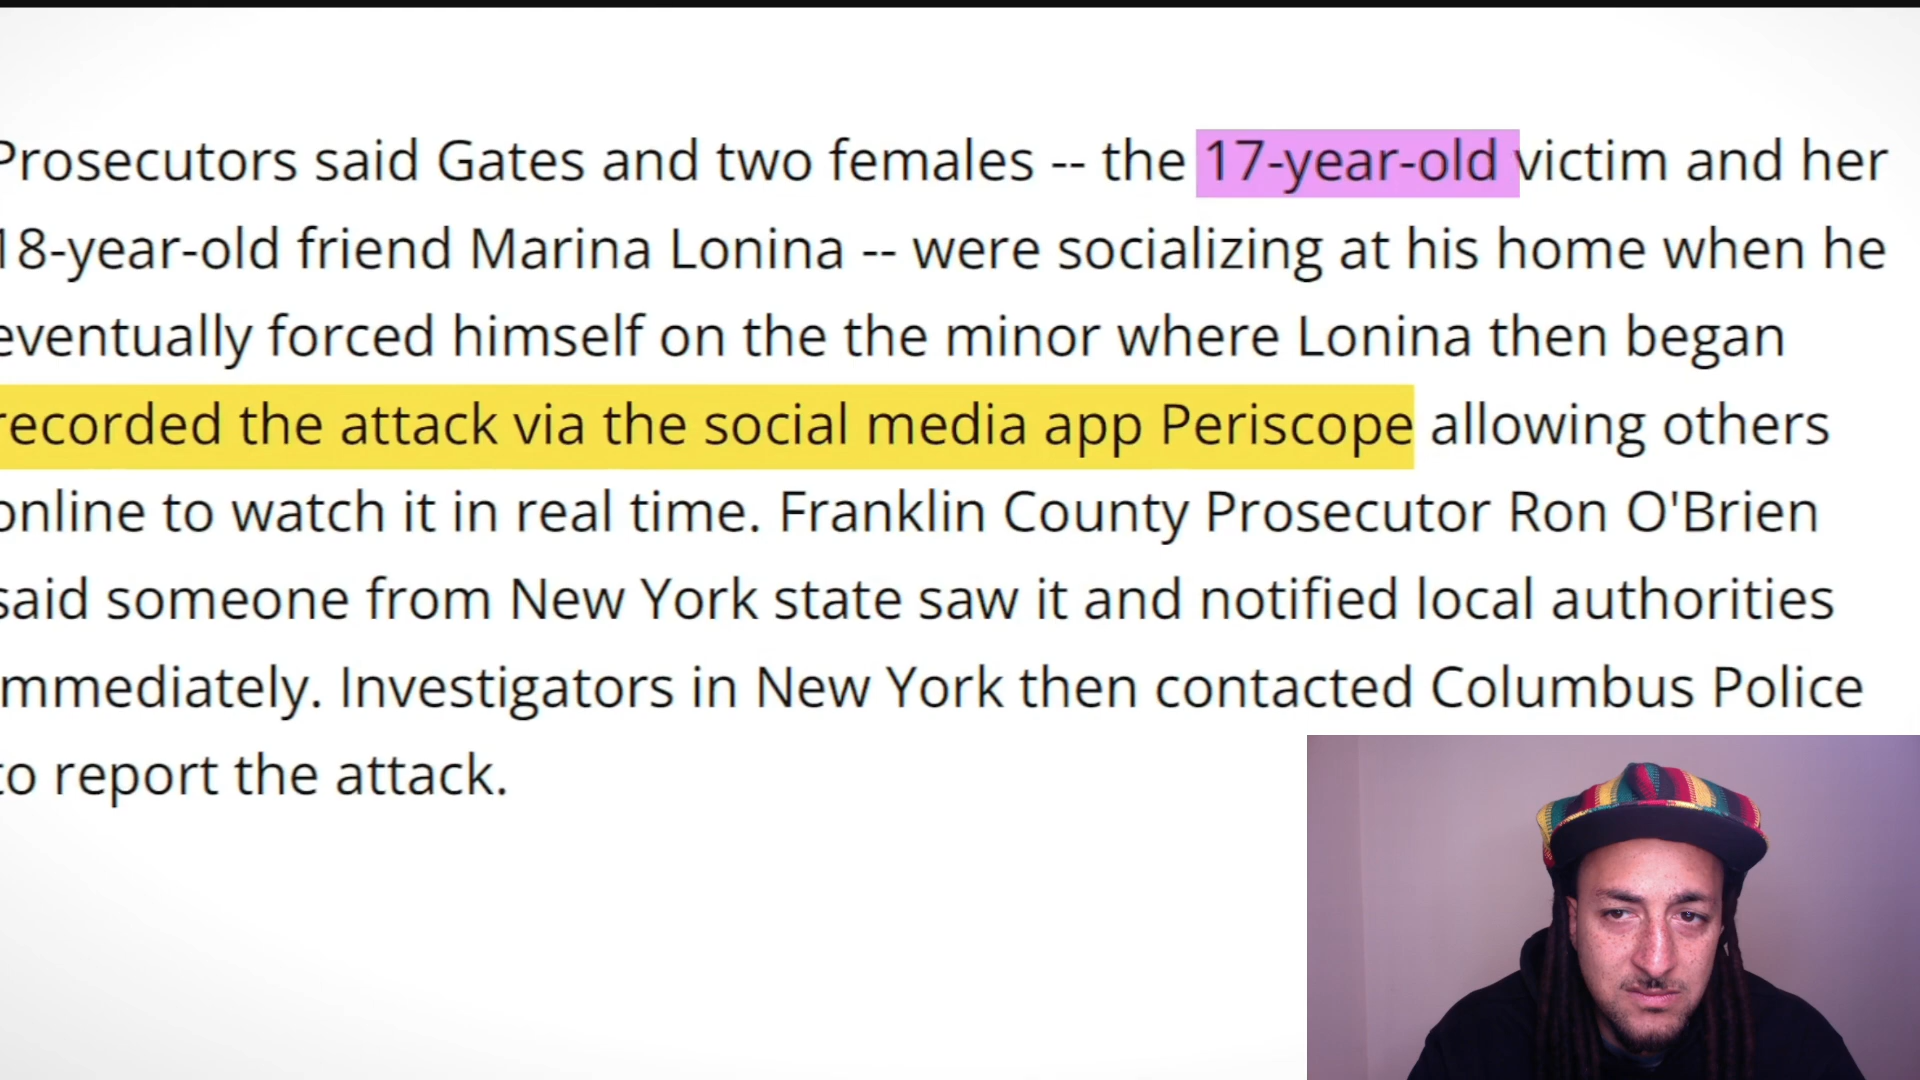 Prosecutors said Gates and two females -- the 17-year-old victim and her
18-year-old friend Marina Lonina -- were socializing at his home when he
eventually forced himself on the the minor where Lonina then began
recorded the attack via the social media app Periscope allowing others
online to watch it in real time. Franklin County Prosecutor Ron O'Brien
said someone from New York state saw it and notified local authorities
immediately. Investigators in New York then contacted Columbus Police
to report the attack.